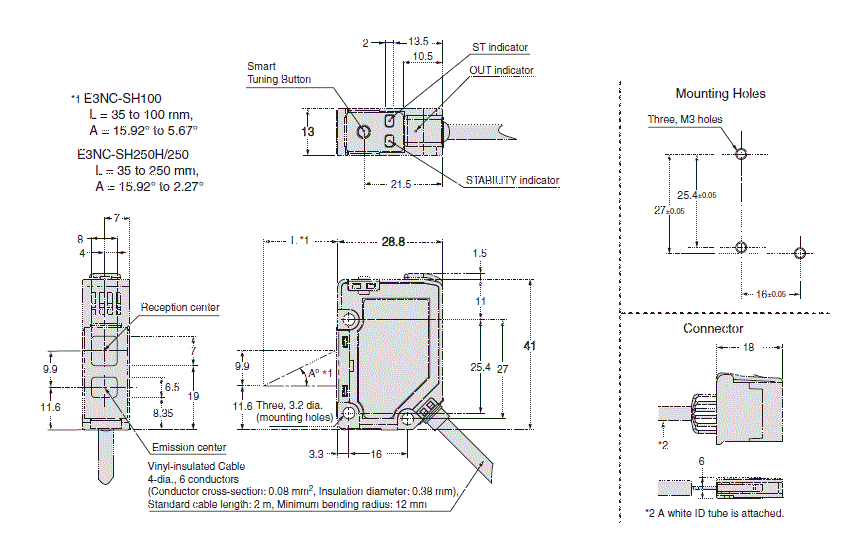 *1 E3NC-SH100
L = 35 to 100 mm,
A = 15.92° to 5.67°
E3NC-SH250H/250
L = 35 to 250 mm,
A = 15.92° to 2.27°
Smart
Tuning Button
2
13.5
10.5
ST indicator
OUT indicator
13
21.5
STABILITY indicator
7
8
4
Reception center
9.9
11.6
7
6.5
19
8.35
Emission center
Vinyl-insulated Cable
4-dia., 6 conductors
(Conductor cross-section: 0.08 mm², Insulation diameter: 0.38 mm),
Standard cable length: 2 m, Minimum bending radius: 12 mm
L *1
28.8
1.5
11
41
9.9
A° *1
25.4
27
11.6
Three, 3.2 dia.
(mounting holes)
3.3
16
Mounting Holes
Three, M3 holes
25.4±0.05
27±0.05
16±0.05
Connector
18
*2
6
*2 A white ID tube is attached.